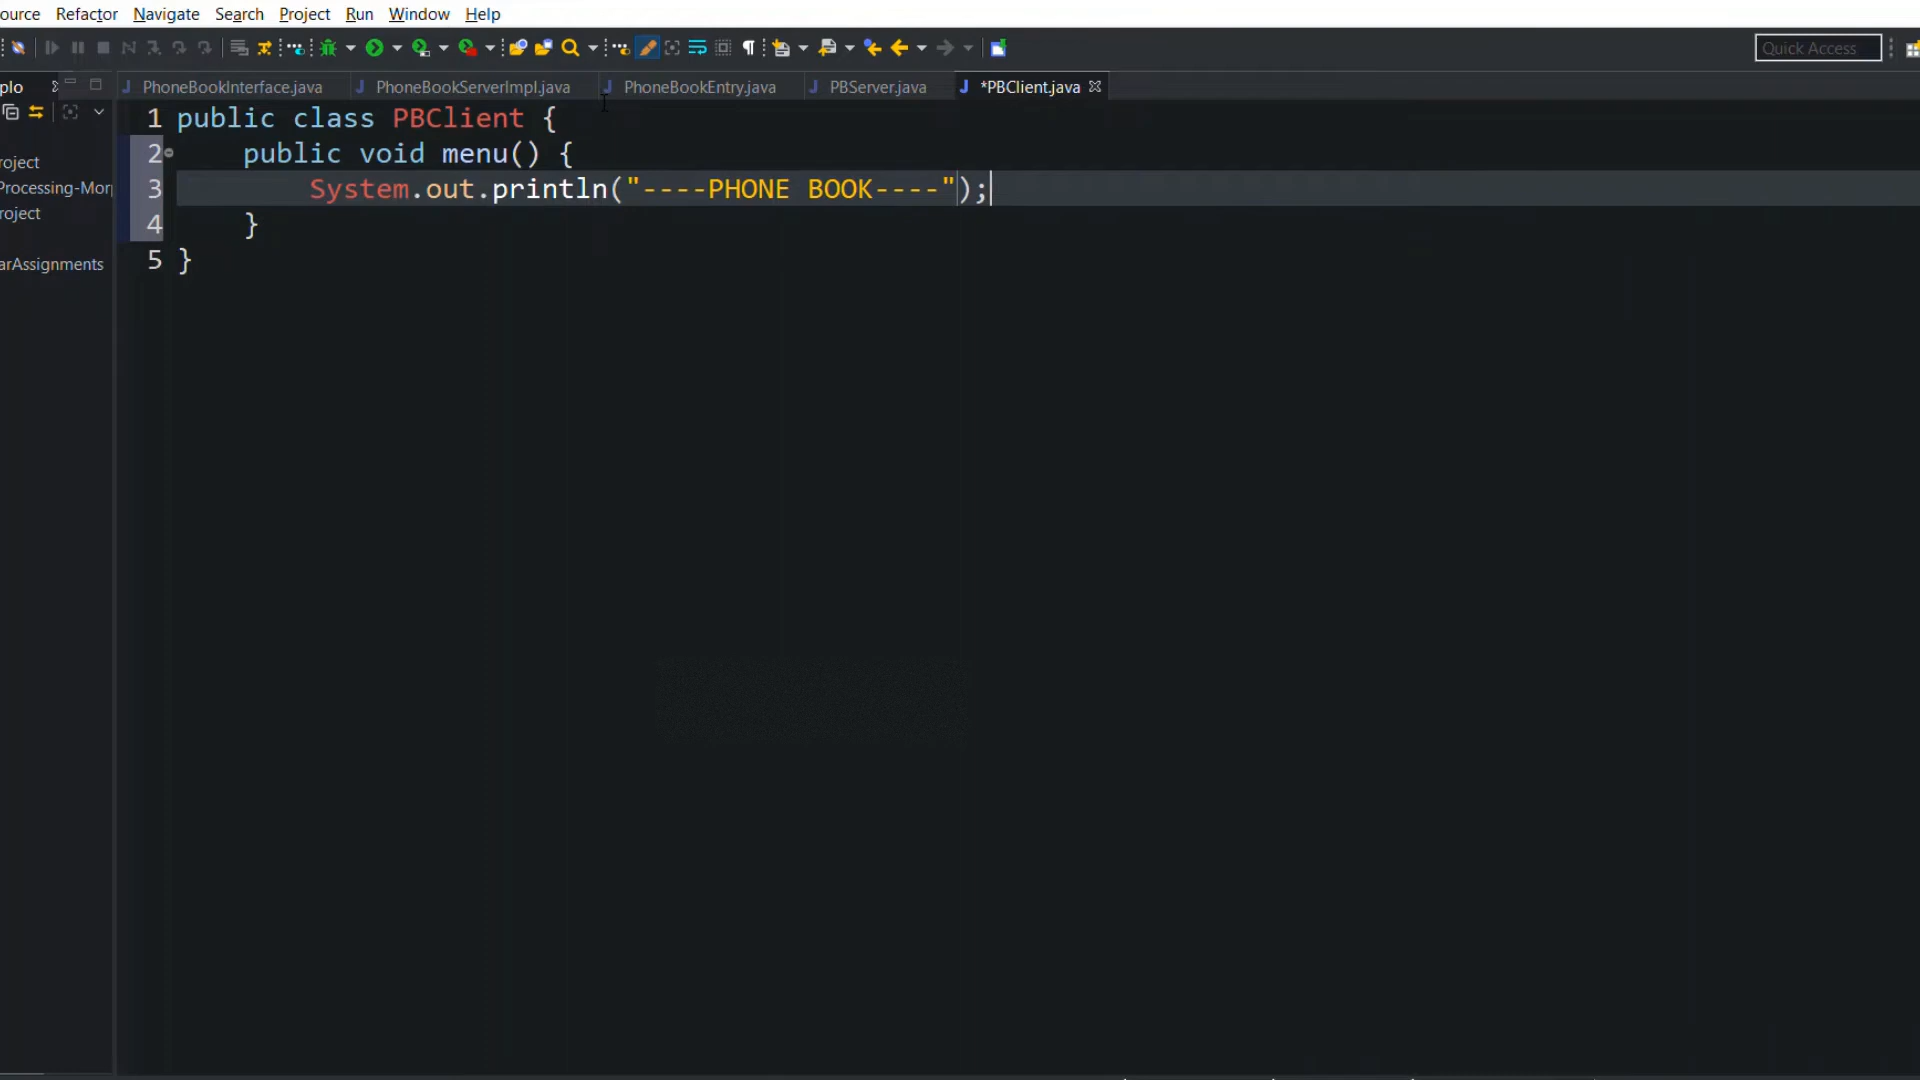 ource Refactor Navigate Search Project Run Window Help
Quick Access
plo
PhoneBookInterface.java PhoneBookServerImpl.java PhoneBookEntry.java PBServer.java *PBClient.java
1 public class PBClient {
2 public void menu() {
3 System.out.println("----PHONE BOOK----");
4 }
5 }
roject
Processing-Mor
roject
arAssignments